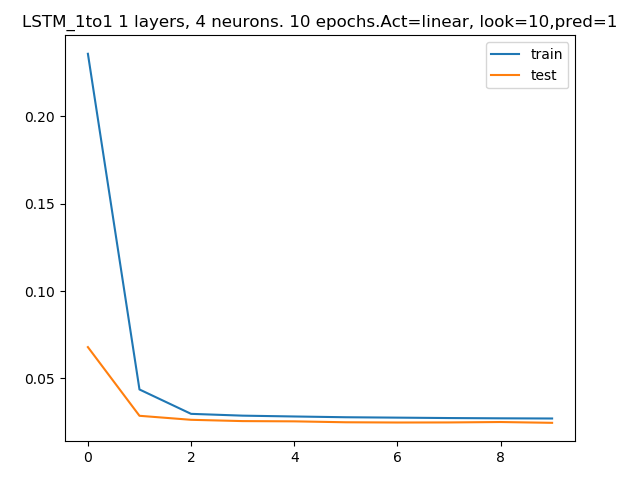 LSTM_1to1 1 layers, 4 neurons. 10 epochs.Act=linear, look=10,pred=1
train
test
0.20
0.15
0.10
0.05
0 2 4 6 8